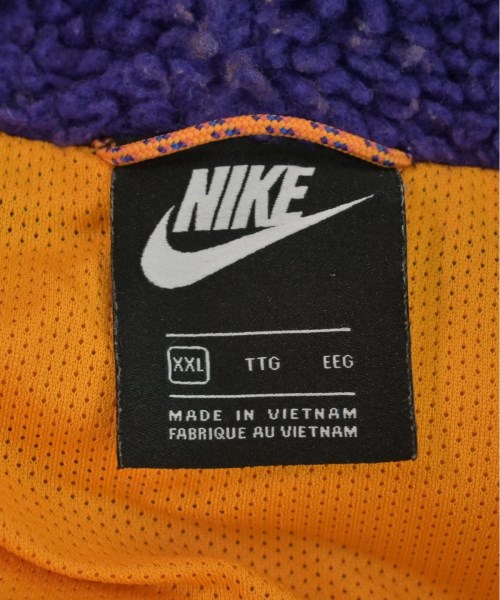 NIKE
XXL TTG EEG
MADE IN VIETNAM
FABRIQUE AU VIETNAM